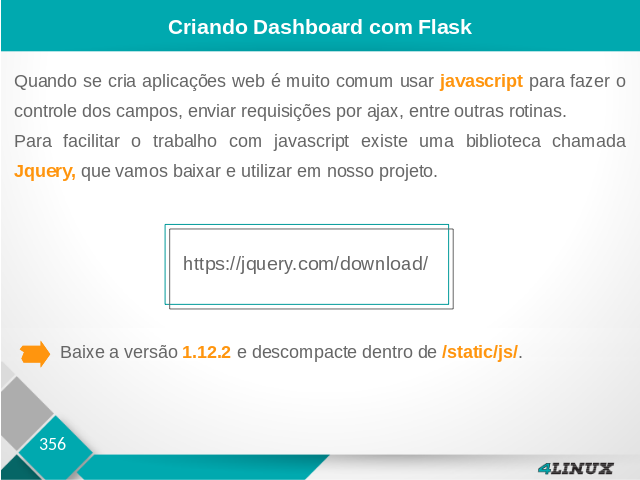 Criando Dashboard com Flask
Quando se cria aplicações web é muito comum usar javascript para fazer o
controle dos campos, enviar requisições por ajax, entre outras rotinas.
Para facilitar o trabalho com javascript existe uma biblioteca chamada
Jquery, que vamos baixar e utilizar em nosso projeto.
https://jquery.com/download/
Baixe a versão 1.12.2 e descompacte dentro de /static/js/.
356
4LINUX